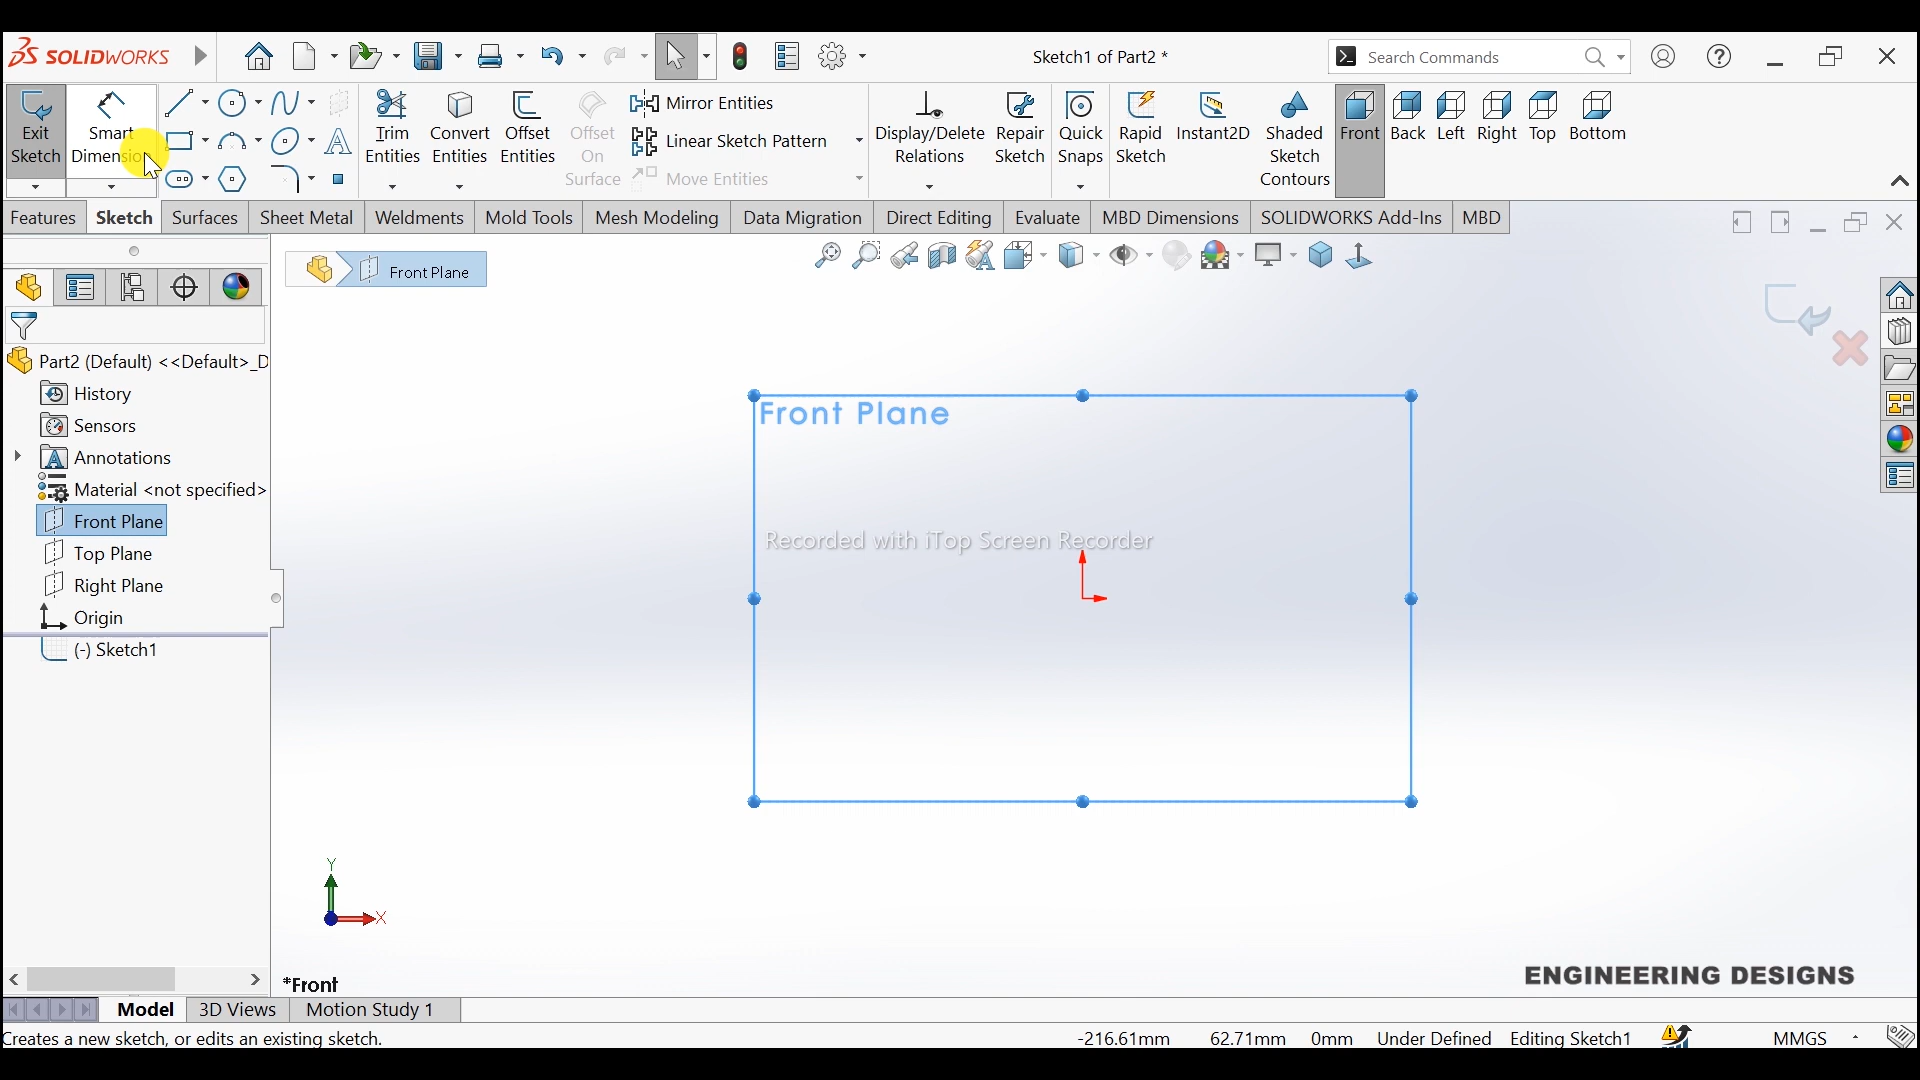 SOLIDWORKS
Sketch1 of Part2 *
Search Commands
Exit Sketch
Smart Dimension
Trim Entities
Convert Entities
Offset Entities
Offset On Surface
Mirror Entities
Linear Sketch Pattern
Move Entities
Display/Delete Relations
Repair Sketch
Quick Snaps
Rapid Sketch
Instant2D
Shaded Sketch Contours
Front
Back
Left
Right
Top
Bottom
Features
Sketch
Surfaces
Sheet Metal
Weldments
Mold Tools
Mesh Modeling
Data Migration
Direct Editing
Evaluate
MBD Dimensions
SOLIDWORKS Add-Ins
MBD
Front Plane
Part2 (Default) <<Default>_D
History
Sensors
Annotations
Material <not specified>
Front Plane
Top Plane
Right Plane
Origin
(-) Sketch1
Front Plane
Recorded with iTop Screen Recorder
Y
X
*Front
ENGINEERING DESIGNS
Model
3D Views
Motion Study 1
Creates a new sketch, or edits an existing sketch.
-216.61mm
62.71mm
0mm
Under Defined
Editing Sketch1
MMGS